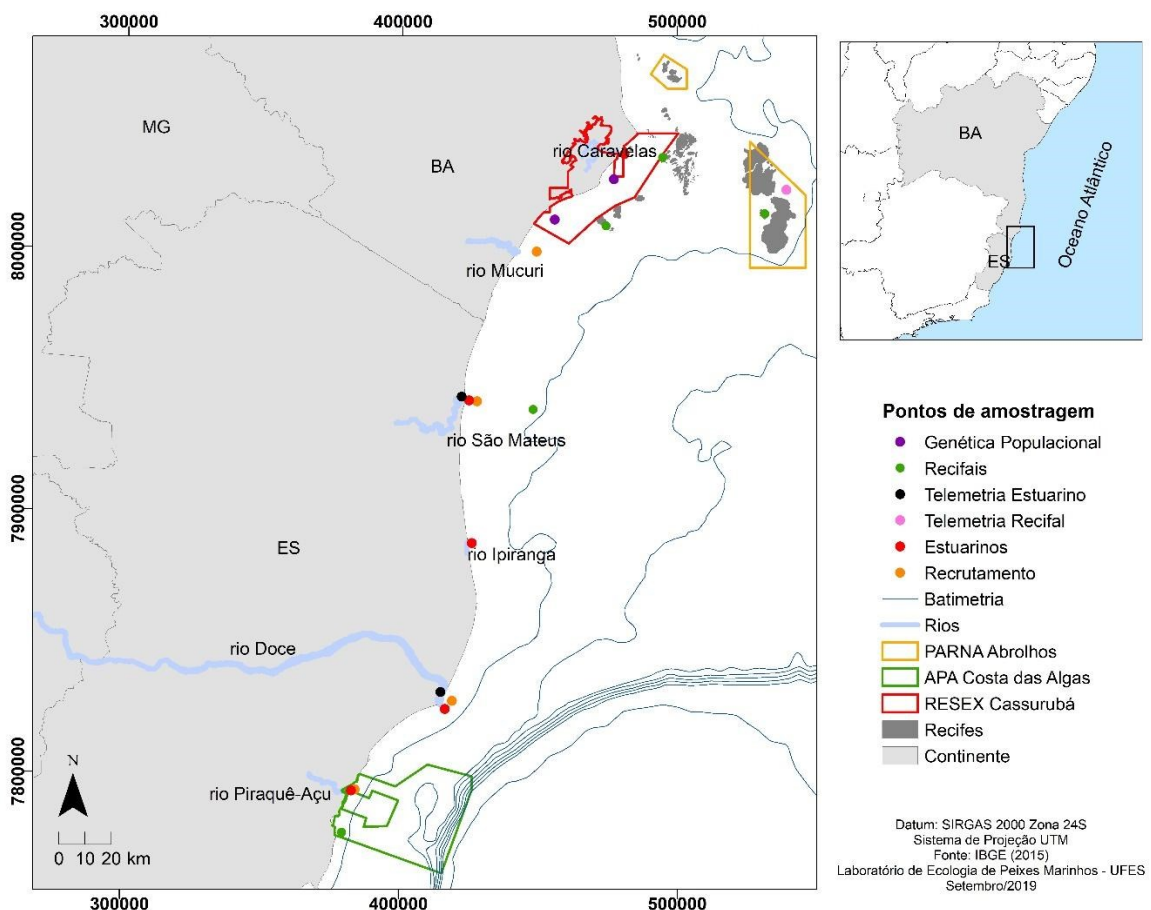 300000
400000
500000
MG
BA
rio Caravelas
8000000
rio Mucuri
rio São Mateus
7900000
ES
rio Ipiranga
rio Doce
7800000
N
rio Piraquê-Açu
0 10 20 km
300000
400000
500000
BA
ES
Oceano Atlântico
Pontos de amostragem
Genética Populacional
Recifais
Telemetria Estuarino
Telemetria Recifal
Estuarinos
Recrutamento
Batimetria
Rios
PARNA Abrolhos
APA Costa das Algas
RESEX Cassurubá
Recifes
Continente
Datum: SIRGAS 2000 Zona 24S
Sistema de Projeção UTM
Fonte: IBGE (2015)
Laboratório de Ecologia de Peixes Marinhos - UFES
Setembro/2019